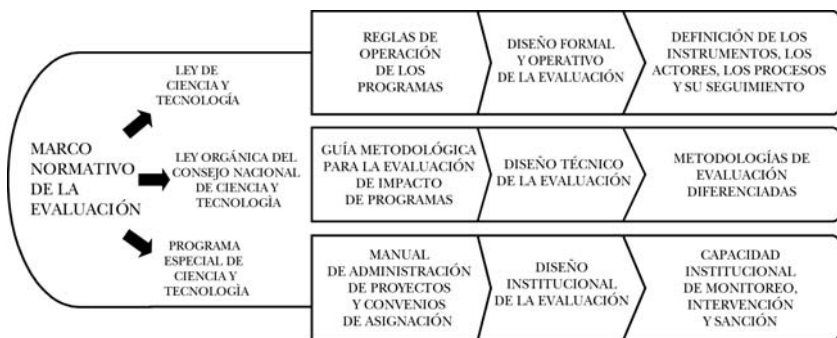 MARCO
NORMATIVO
DE LA
EVALUACIÓN
LEY DE
CIENCIA Y
TECNOLOGÍA
LEY ORGÁNICA DEL
CONSEJO NACIONAL
DE CIENCIA Y
TECNOLOGÌA
PROGRAMA
ESPECIAL DE
CIENCIA Y
TECNOLOGÌA
REGLAS DE
OPERACIÓN
DE LOS
PROGRAMAS
DISEÑO FORMAL
Y OPERATIVO
DE LA EVALUACIÓN
DEFINICIÓN DE LOS
INSTRUMENTOS, LOS
ACTORES, LOS PROCESOS
Y SU SEGUIMIENTO
GUÍA METODOLÓGICA
PARA LA EVALUACIÓN
DE IMPACTO
DE PROGRAMAS
DISEÑO TÉCNICO
DE LA EVALUACIÓN
METODOLOGÍAS DE
EVALUACIÓN
DIFERENCIADAS
MANUAL
DE ADMINISTRACIÓN
DE PROYECTOS
Y CONVENIOS
DE ASIGNACIÓN
DISEÑO
INSTITUCIONAL
DE LA EVALUACIÓN
CAPACIDAD
INSTITUCIONAL
DE MONITOREO,
INTERVENCIÓN
Y SANCIÓN